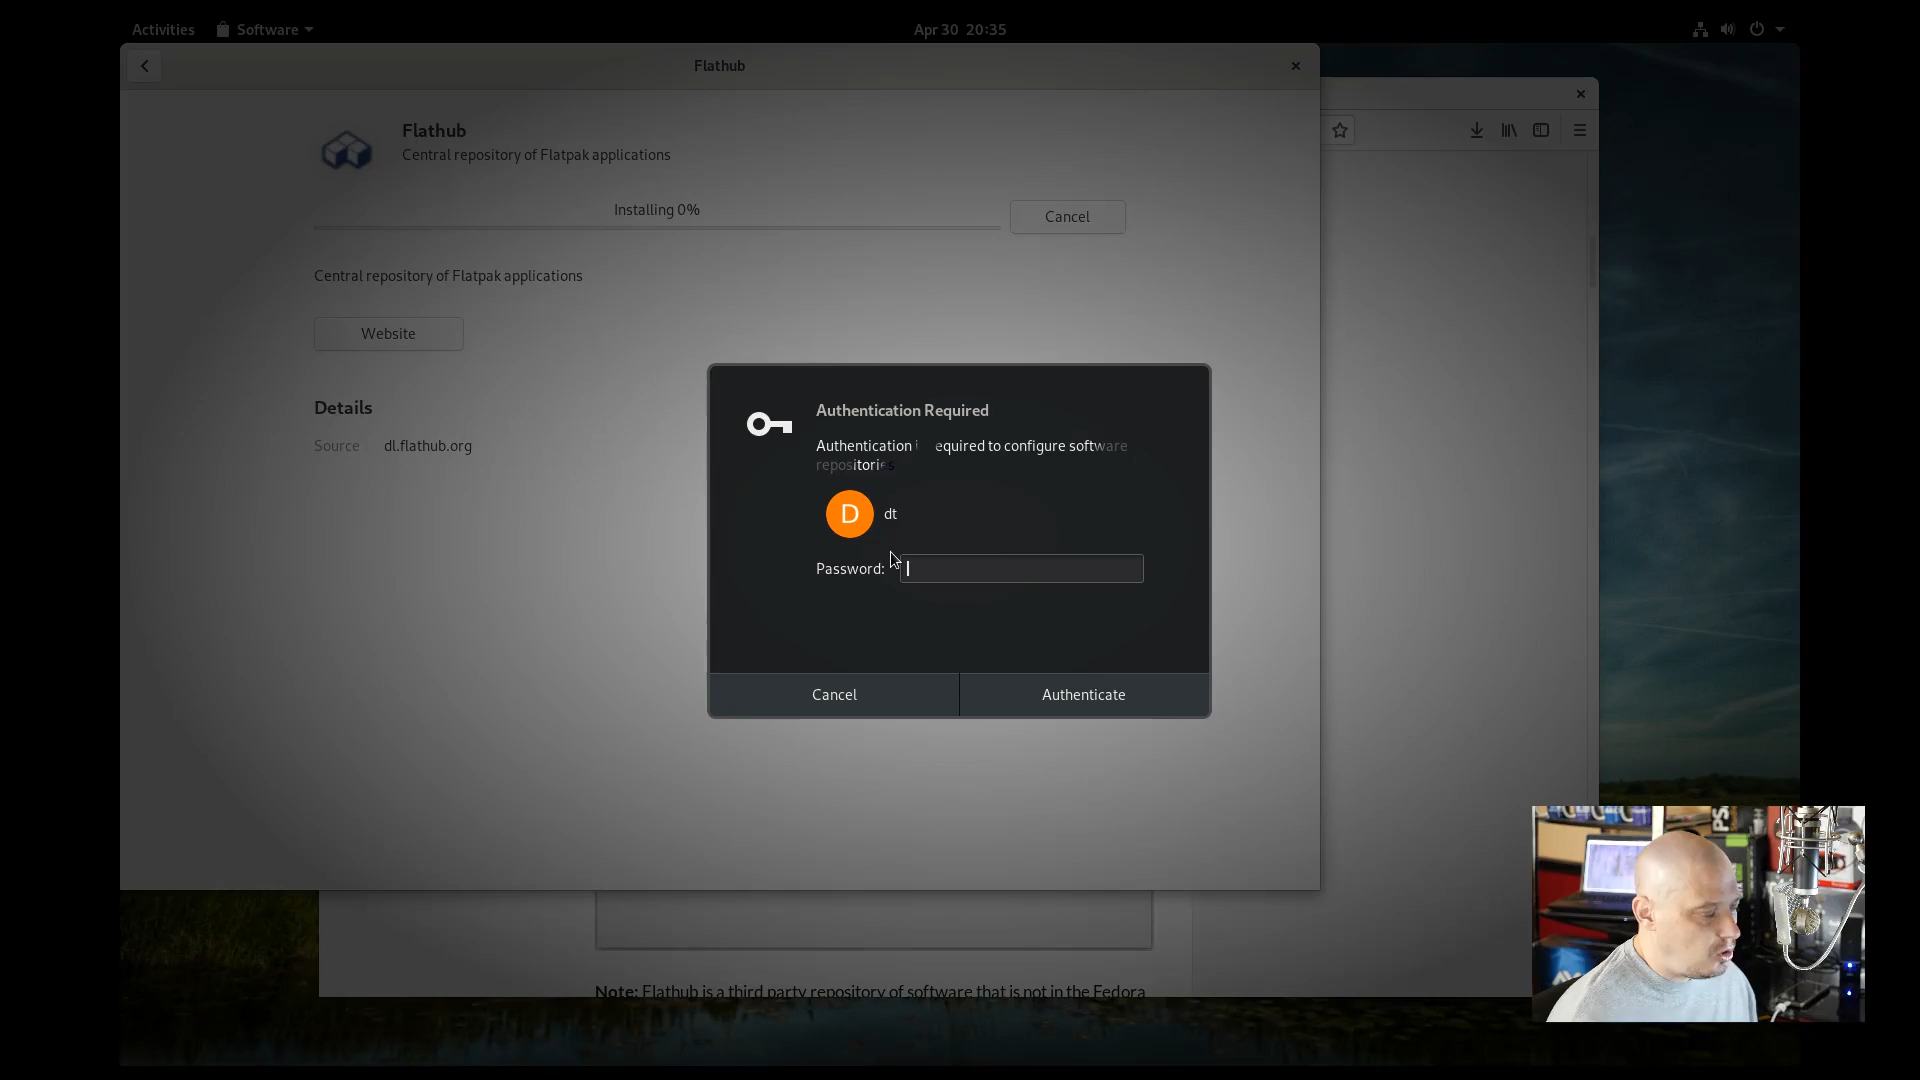 Activities
Software
Apr 30 20:35
Flathub
Flathub
Central repository of Flatpak applications
Installing 0%
Cancel
Central repository of Flatpak applications
Website
Details
Source dl.flathub.org
Authentication Required
Authentication i equired to configure software
repositories
D dt
Password:
Cancel
Authenticate
Note: Flathub is a third party repository of software that is not in the Fedora